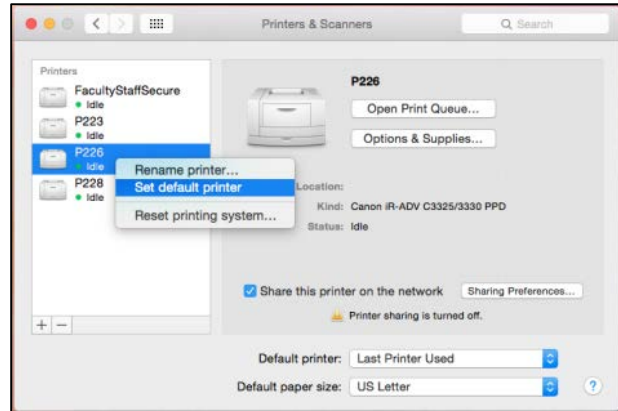 Printers & Scanners
Search
Printers
FacultyStaffSecure
Idle
P223
Idle
P226
Idle
P228
Idle
Rename printer...
Set default printer
Reset printing system...
P226
Open Print Queue...
Options & Supplies...
Location:
Kind: Canon iR-ADV C3325/3330 PPD
Status: Idle
Share this printer on the network
Sharing Preferences...
Printer sharing is turned off.
+ −
Default printer: Last Printer Used
Default paper size: US Letter
?